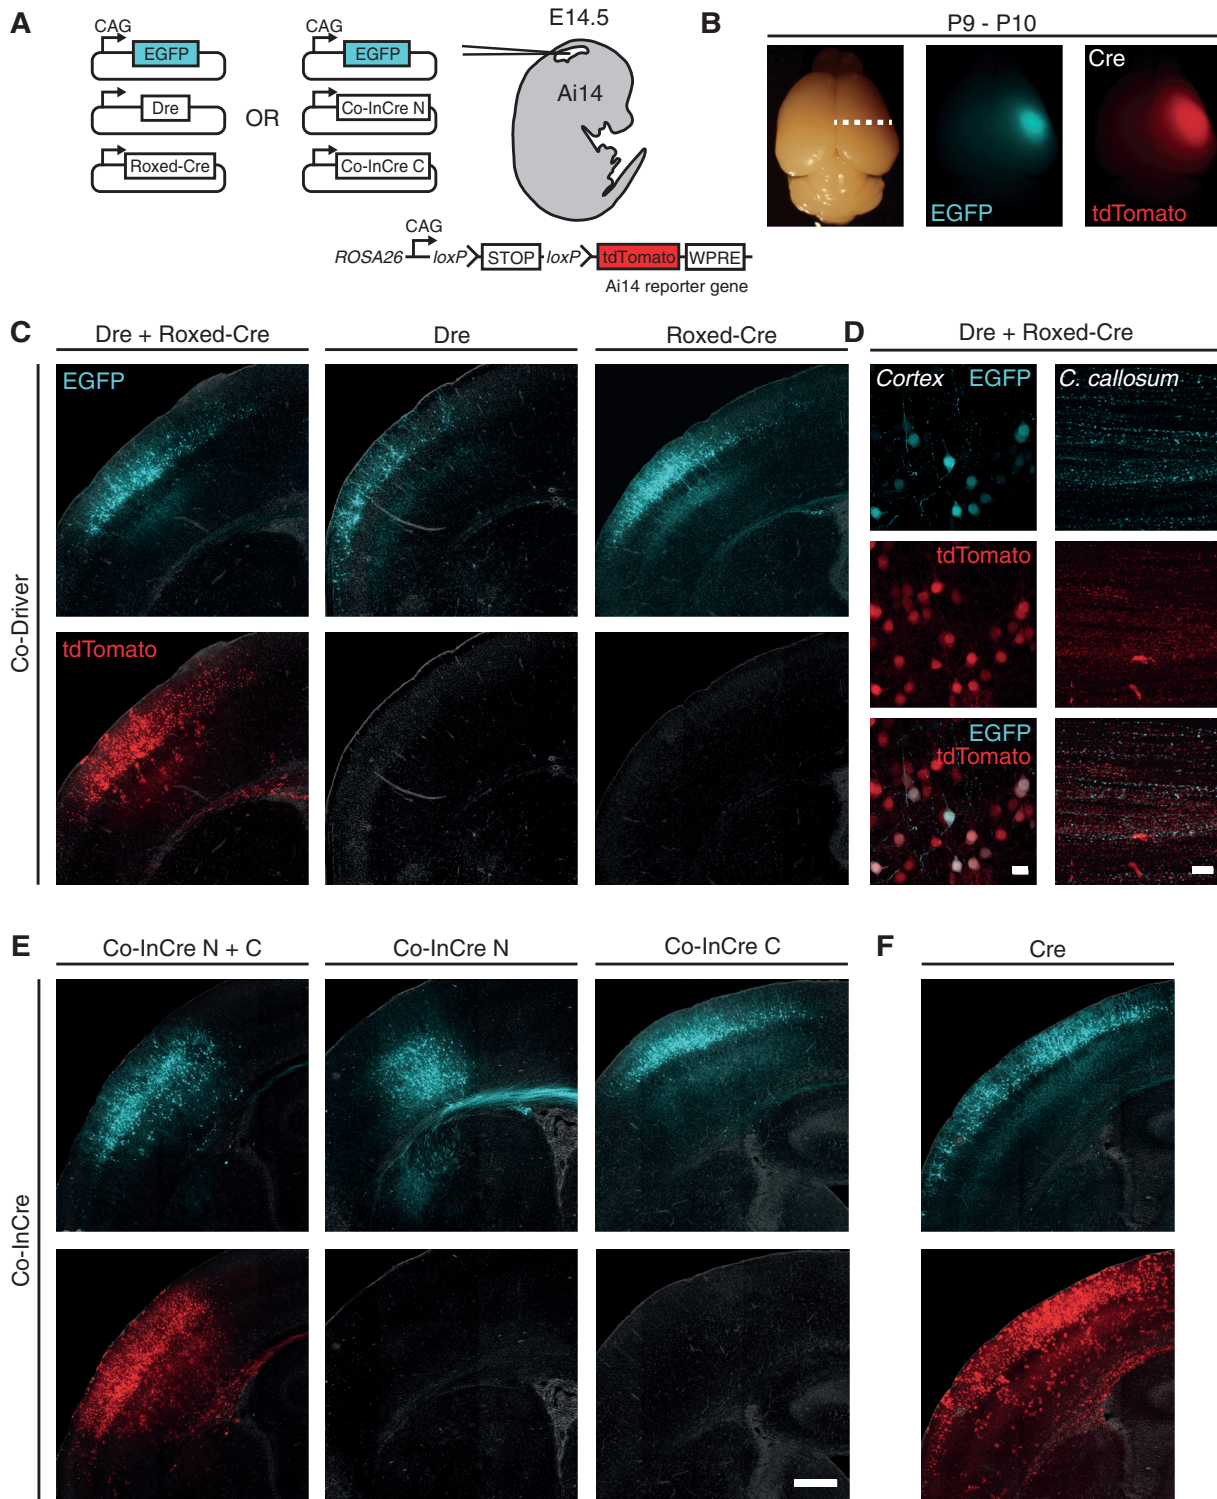 A
CAG
EGFP
Dre
Roxed-Cre
OR
CAG
EGFP
Co-InCre N
Co-InCre C
E14.5
Ai14
CAG
ROSA26 loxP STOP loxP tdTomato WPRE
Ai14 reporter gene
B
P9 - P10
EGFP
Cre
tdTomato
C
Dre + Roxed-Cre
Dre
Roxed-Cre
Co-Driver
EGFP
tdTomato
D
Dre + Roxed-Cre
Cortex EGFP
C. callosum
tdTomato
EGFP
tdTomato
E
Co-InCre N + C
Co-InCre N
Co-InCre C
Co-InCre
F
Cre